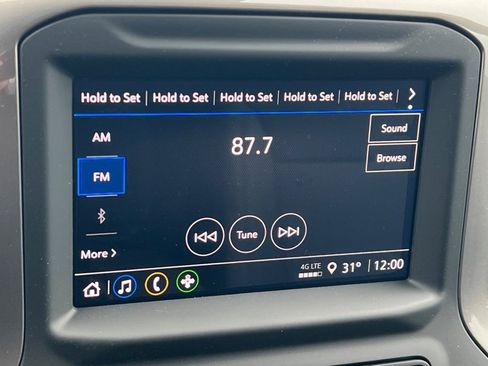 Hold to Set | Hold to Set | Hold to Set | Hold to Set | Hold to Set
AM
87.7
Sound
FM
Browse
Tune
More
4G LTE
31° 12:00